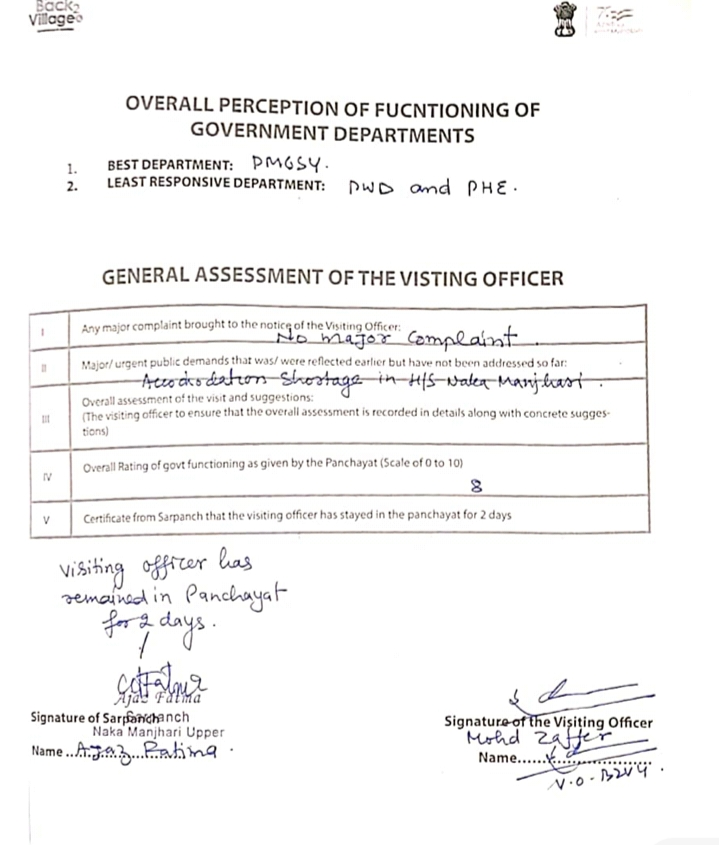 Back2
Village
OVERALL PERCEPTION OF FUCNTIONING OF
GOVERNMENT DEPARTMENTS
1. BEST DEPARTMENT: PMGSY.
2. LEAST RESPONSIVE DEPARTMENT: PWD and PHE.
GENERAL ASSESSMENT OF THE VISTING OFFICER
I Any major complaint brought to the notice of the Visiting Officer:
No major Complaint.
II Major/ urgent public demands that was/ were reflected earlier but have not been addressed so far:
Shostage in H/S Naka Manjhari.
III Overall assessment of the visit and suggestions:
(The visiting officer to ensure that the overall assessment is recorded in details along with concrete sugges-
tions)
IV Overall Rating of govt functioning as given by the Panchayat (Scale of 0 to 10)
8
V Certificate from Sarpanch that the visiting officer has stayed in the panchayat for 2 days
visiting officer has
remained in Panchayat
for 2 days.
Ajaz Fatma
Signature of Sarpanch Sarpanch
Naka Manjhari Upper
Name..Ajaz Fatima.
Signature of the Visiting Officer
Mohd Zaffer
Name......
V.O-B2V4.